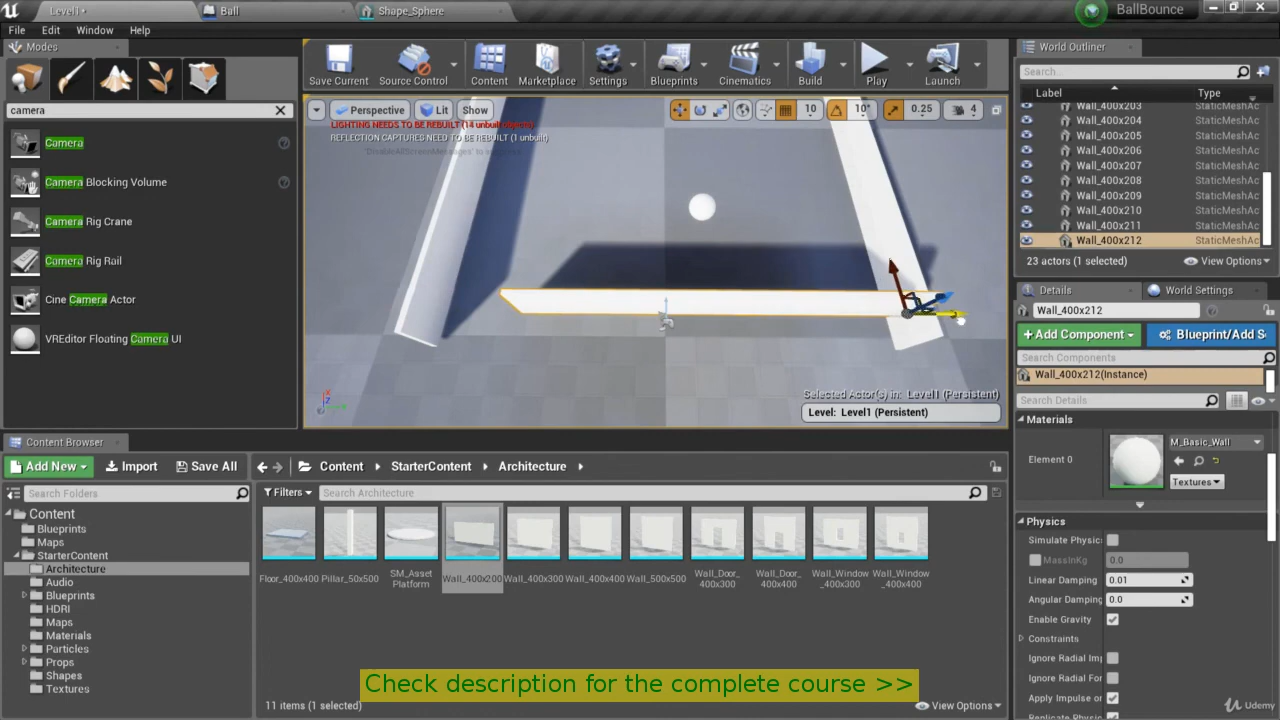 Level1*
Ball
Shape_Sphere
BallBounce
File Edit Window Help
Modes
camera
Camera
Camera Blocking Volume
Camera Rig Crane
Camera Rig Rail
Cine Camera Actor
VREditor Floating Camera UI
Save Current
Source Control
Content
Marketplace
Settings
Blueprints
Cinematics
Build
Play
Launch
Perspective
Lit
Show
10
10°
0.25
4
LIGHTING NEEDS TO BE REBUILT (14 unbuilt objects)
REFLECTION CAPTURES NEED TO BE REBUILT (1 unbuilt)
Selected Actor(s) in: Level1 (Persistent)
Level: Level1 (Persistent)
World Outliner
Search...
Label Type
Wall_400x203 StaticMeshAc
Wall_400x204 StaticMeshAc
Wall_400x205 StaticMeshAc
Wall_400x206 StaticMeshAc
Wall_400x207 StaticMeshAc
Wall_400x208 StaticMeshAc
Wall_400x209 StaticMeshAc
Wall_400x210 StaticMeshAc
Wall_400x211 StaticMeshAc
Wall_400x212 StaticMeshAc
23 actors (1 selected)
View Options
Details
World Settings
Wall_400x212
+Add Component
Blueprint/Add S
Search Components
Wall_400x212(Instance)
Search Details
Materials
Element 0
M_Basic_Wall
Textures
Physics
Simulate Physic
MassInKg 0.0
Linear Damping 0.01
Angular Damping 0.0
Enable Gravity
Constraints
Ignore Radial Imp
Ignore Radial For
Apply Impulse on
Replicate Physic
Content Browser
Add New
Import
Save All
Content
StarterContent
Architecture
Search Folders
Filters
Search Architecture
Content
Blueprints
Maps
StarterContent
Architecture
Audio
Blueprints
HDRI
Maps
Materials
Particles
Props
Shapes
Textures
Floor_400x400
Pillar_50x500
SM_Asset
Platform
Wall_400x200
Wall_400x300
Wall_400x400
Wall_500x500
Wall_Door_
400x300
Wall_Door_
400x400
Wall_Window
_400x300
Wall_Window
_400x400
11 items (1 selected)
View Options
Check description for the complete course >>
Udemy